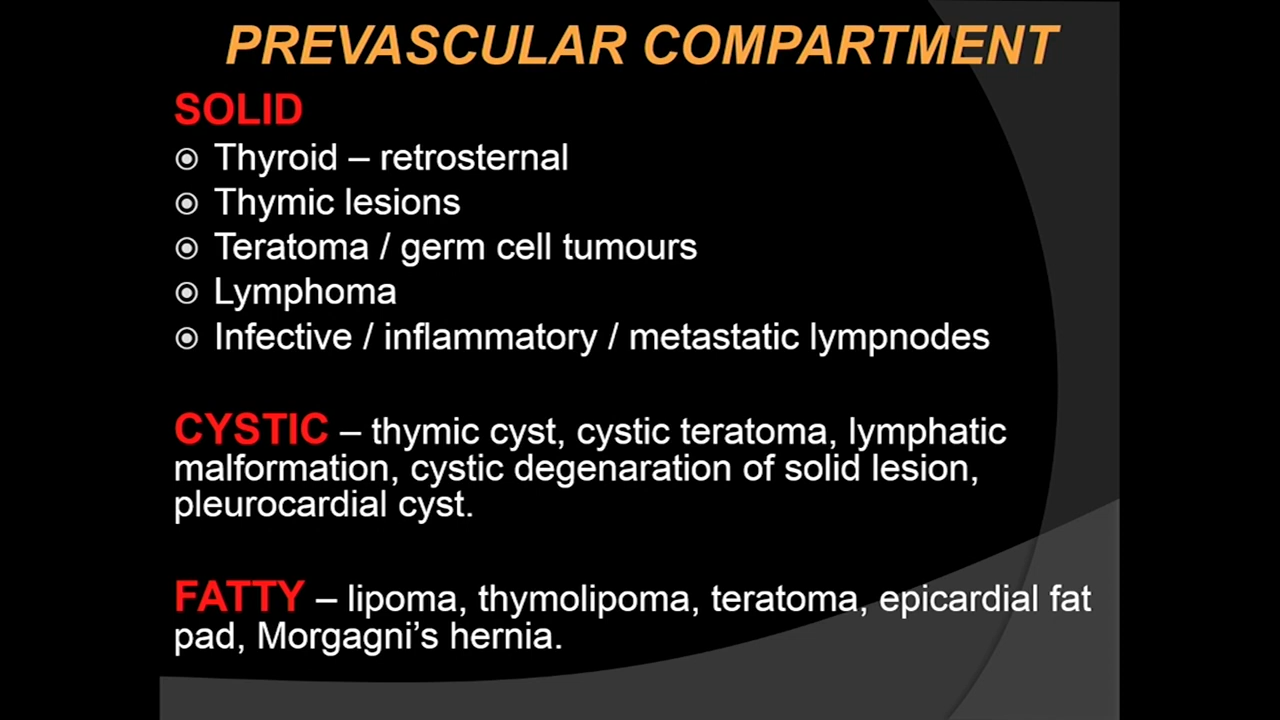 PREVASCULAR COMPARTMENT
SOLID
Thyroid – retrosternal
Thymic lesions
Teratoma / germ cell tumours
Lymphoma
Infective / inflammatory / metastatic lympnodes
CYSTIC – thymic cyst, cystic teratoma, lymphatic
malformation, cystic degenaration of solid lesion,
pleurocardial cyst.
FATTY – lipoma, thymolipoma, teratoma, epicardial fat
pad, Morgagni’s hernia.